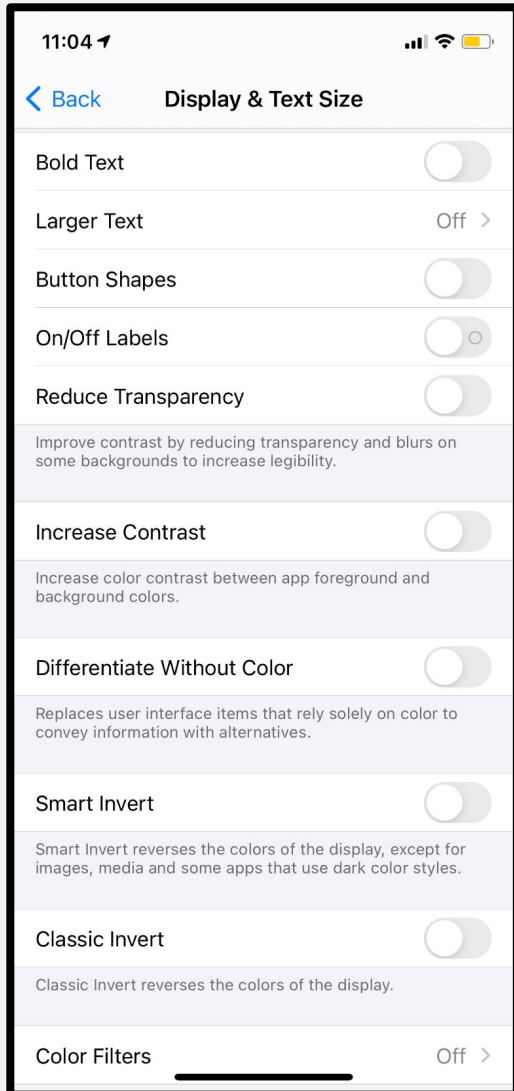 11:04
Back Display & Text Size
Bold Text
Larger Text Off >
Button Shapes
On/Off Labels
Reduce Transparency
Improve contrast by reducing transparency and blurs on
some backgrounds to increase legibility.
Increase Contrast
Increase color contrast between app foreground and
background colors.
Differentiate Without Color
Replaces user interface items that rely solely on color to
convey information with alternatives.
Smart Invert
Smart Invert reverses the colors of the display, except for
images, media and some apps that use dark color styles.
Classic Invert
Classic Invert reverses the colors of the display.
Color Filters Off >